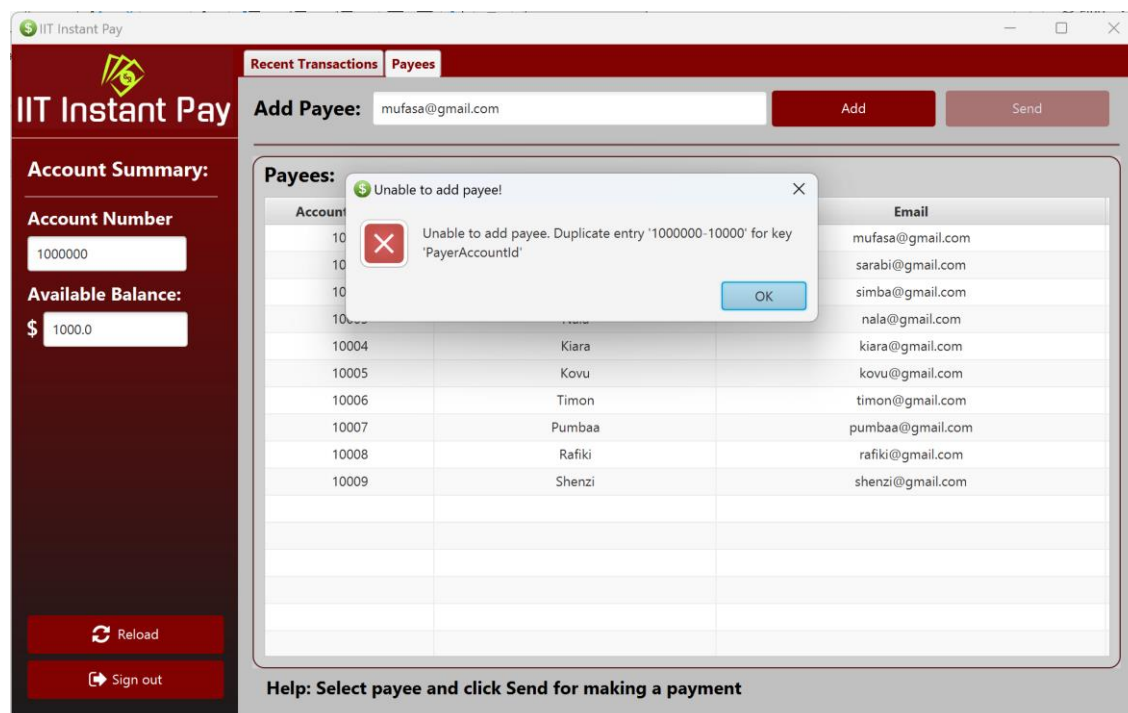 IIT Instant Pay
IIT Instant Pay
Recent Transactions Payees
Add Payee: mufasa@gmail.com Add Send
Account Summary:
Account Number
1000000
Available Balance:
$ 1000.0
Payees:
Unable to add payee!
Unable to add payee. Duplicate entry '1000000-10000' for key
'PayerAccountId'
OK
Email
mufasa@gmail.com
sarabi@gmail.com
simba@gmail.com
nala@gmail.com
10004 Kiara kiara@gmail.com
10005 Kovu kovu@gmail.com
10006 Timon timon@gmail.com
10007 Pumbaa pumbaa@gmail.com
10008 Rafiki rafiki@gmail.com
10009 Shenzi shenzi@gmail.com
Reload
Sign out
Help: Select payee and click Send for making a payment